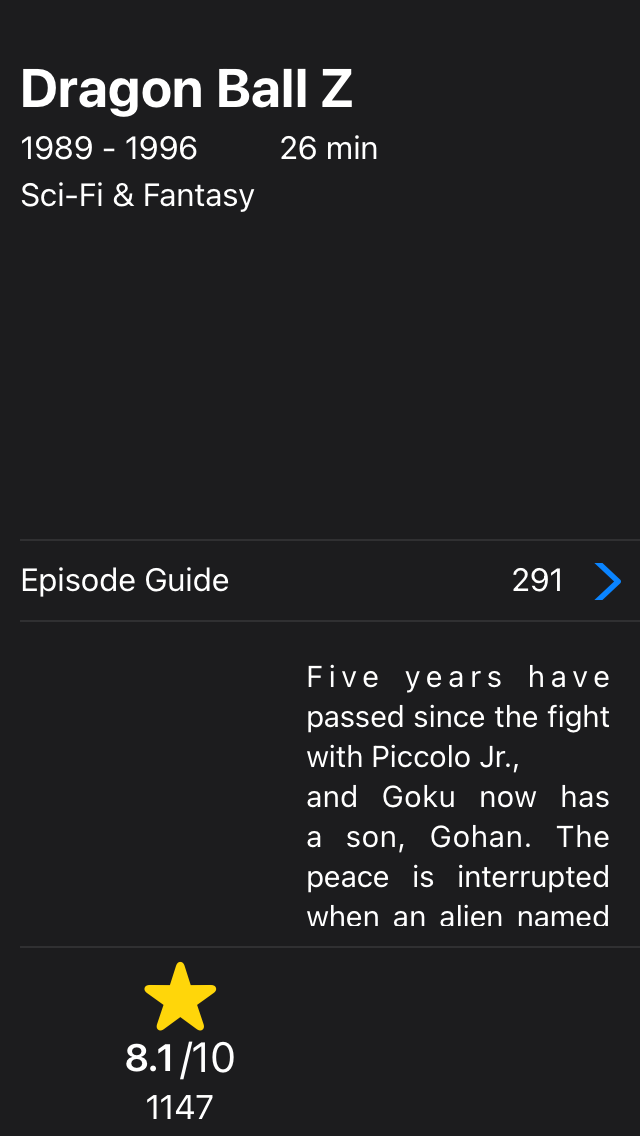 Dragon Ball Z
1989 - 1996 26 min
Sci-Fi & Fantasy
Episode Guide 291
Five years have
passed since the fight
with Piccolo Jr.,
and Goku now has
a son, Gohan. The
peace is interrupted
when an alien named
8.1/10
1147